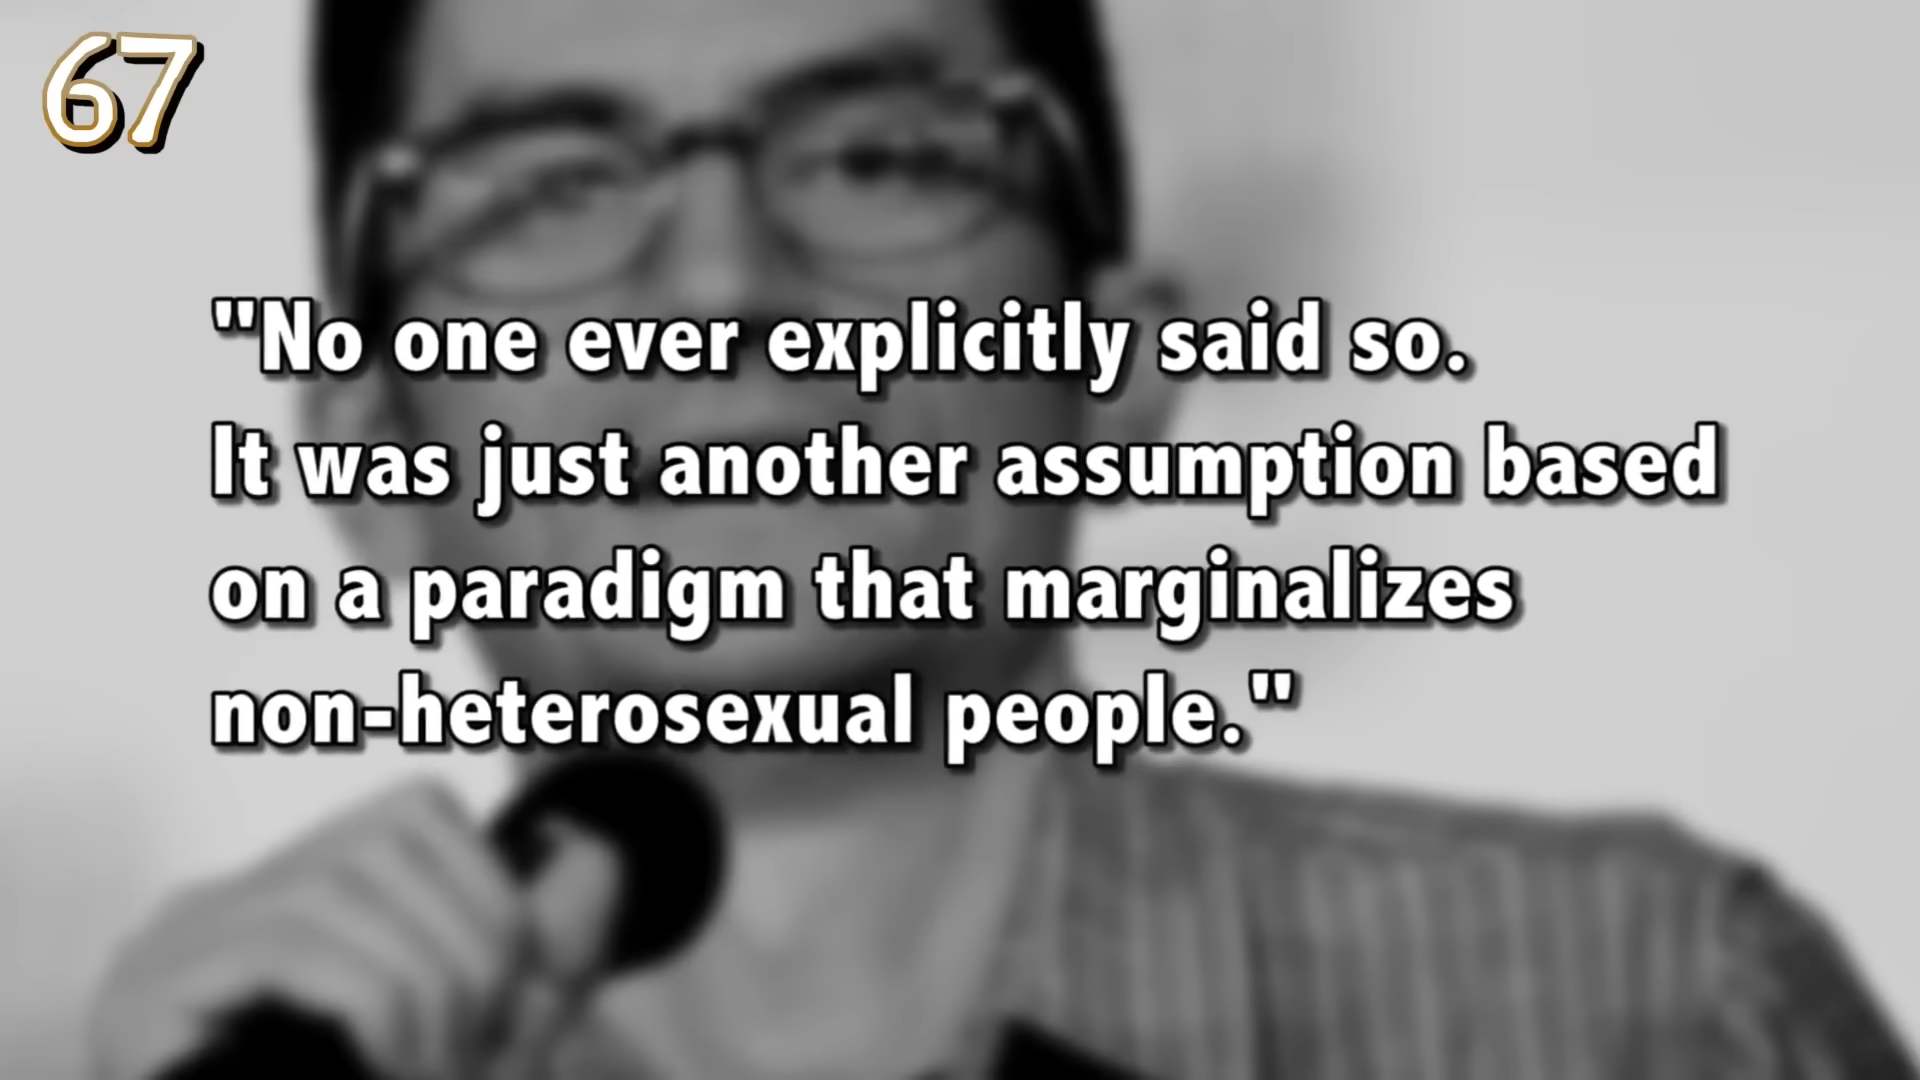 67
"No one ever explicitly said so.
It was just another assumption based
on a paradigm that marginalizes
non-heterosexual people."